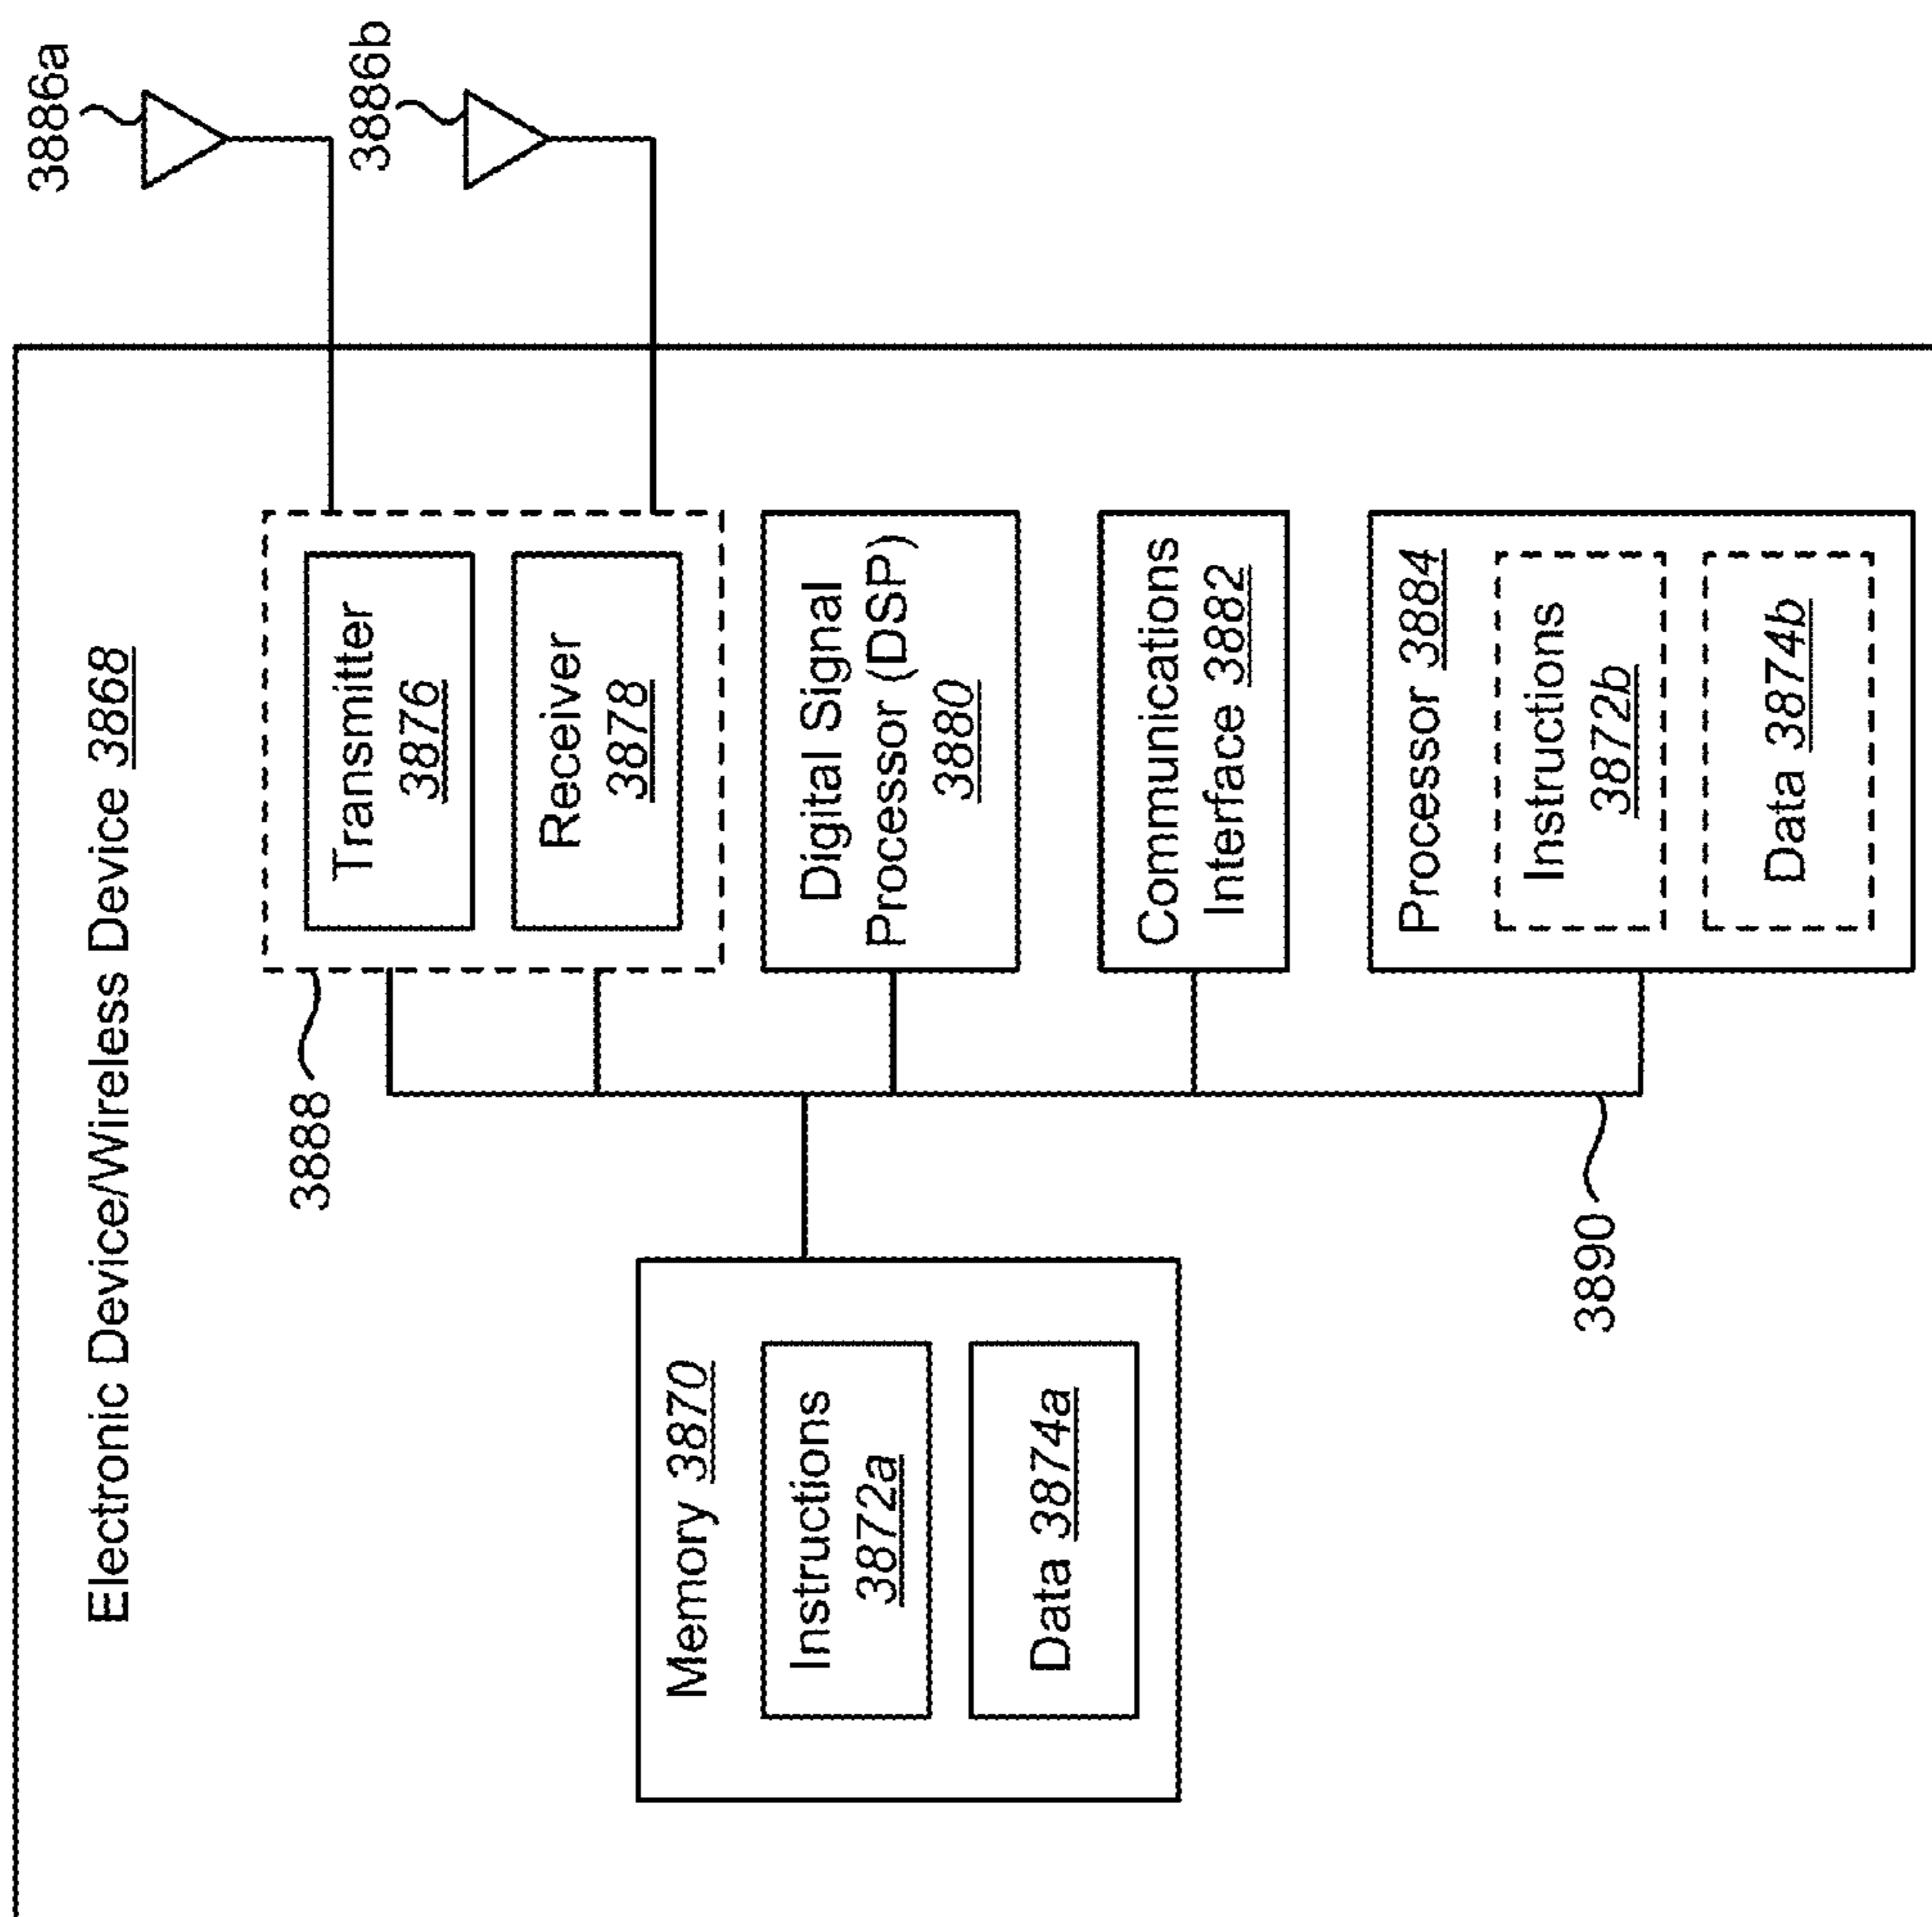 Electronic Device/Wireless Device 3868
3886a
3886b
3888
Transmitter
3876
Receiver
3878
Memory 3870
Instructions
3872a
Data 3874a
Digital Signal
Processor (DSP)
3880
Communications
Interface 3882
Processor 3884
Instructions
3872b
Data 3874b
3890